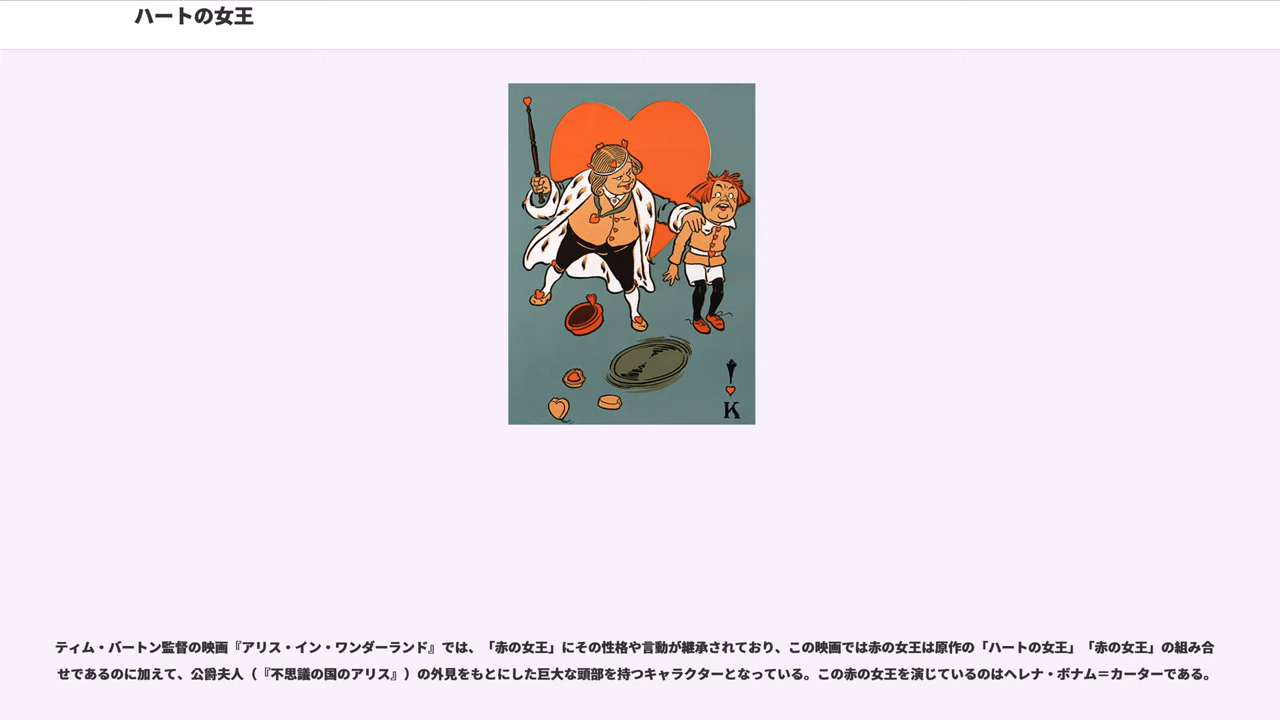 ハートの女王
K
ティム・バートン監督の映画『アリス・イン・ワンダーランド』では、「赤の女王」にその性格や言動が継承されており、この映画では赤の女王は原作の「ハートの女王」「赤の女王」の組み合
せであるのに加えて、公爵夫人（『不思議の国のアリス』）の外見をもとにした巨大な頭部を持つキャラクターとなっている。この赤の女王を演じているのはヘレナ・ボナム＝カーターである。